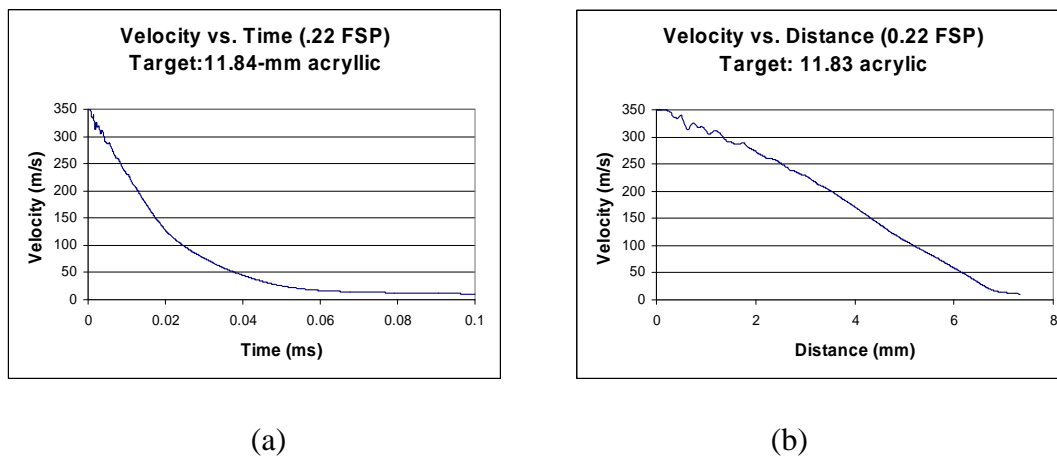 Velocity vs. Time (.22 FSP)
Target:11.84-mm acryllic
350
300
250
200
150
100
50
0
Velocity (m/s)
0 0.02 0.04 0.06 0.08 0.1
Time (ms)
(a)
Velocity vs. Distance (0.22 FSP)
Target: 11.83 acrylic
350
300
250
200
150
100
50
0
Velocity (m/s)
0 2 4 6 8
Distance (mm)
(b)